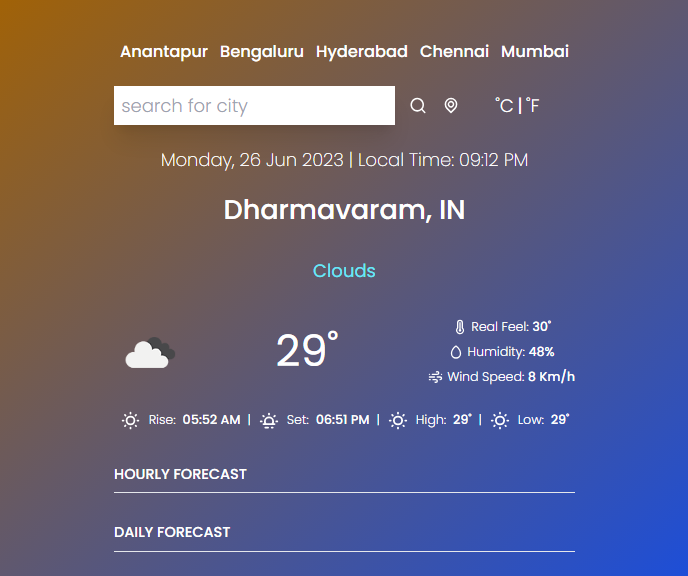 Anantapur Bengaluru Hyderabad Chennai Mumbai
search for city
°C | °F
Monday, 26 Jun 2023 | Local Time: 09:12 PM
Dharmavaram, IN
Clouds
29°
Real Feel: 30°
Humidity: 48%
Wind Speed: 8 Km/h
Rise: 05:52 AM | Set: 06:51 PM | High: 29° | Low: 29°
HOURLY FORECAST
DAILY FORECAST